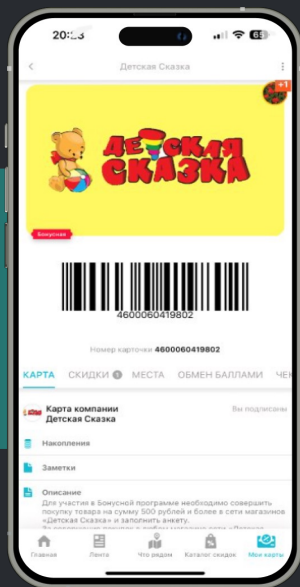 Детская Сказка
+1
ДЕТСКАЯ
СКАЗКА
Бонусная
4600060419802
Номер карточки 4600060419802
КАРТА СКИДКИ МЕСТА ОБМЕН БАЛЛАМИ ЧЕК
Карта компании
Детская Сказка
Вы подписаны
Накопления
Заметки
Описание
Для участия в Бонусной программе необходимо совершить
покупку товара на сумму 500 рублей и более в сети магазинов
«Детская Сказка» и заполнить анкету.
Главная Лента Что рядом Каталог скидок Мои карты